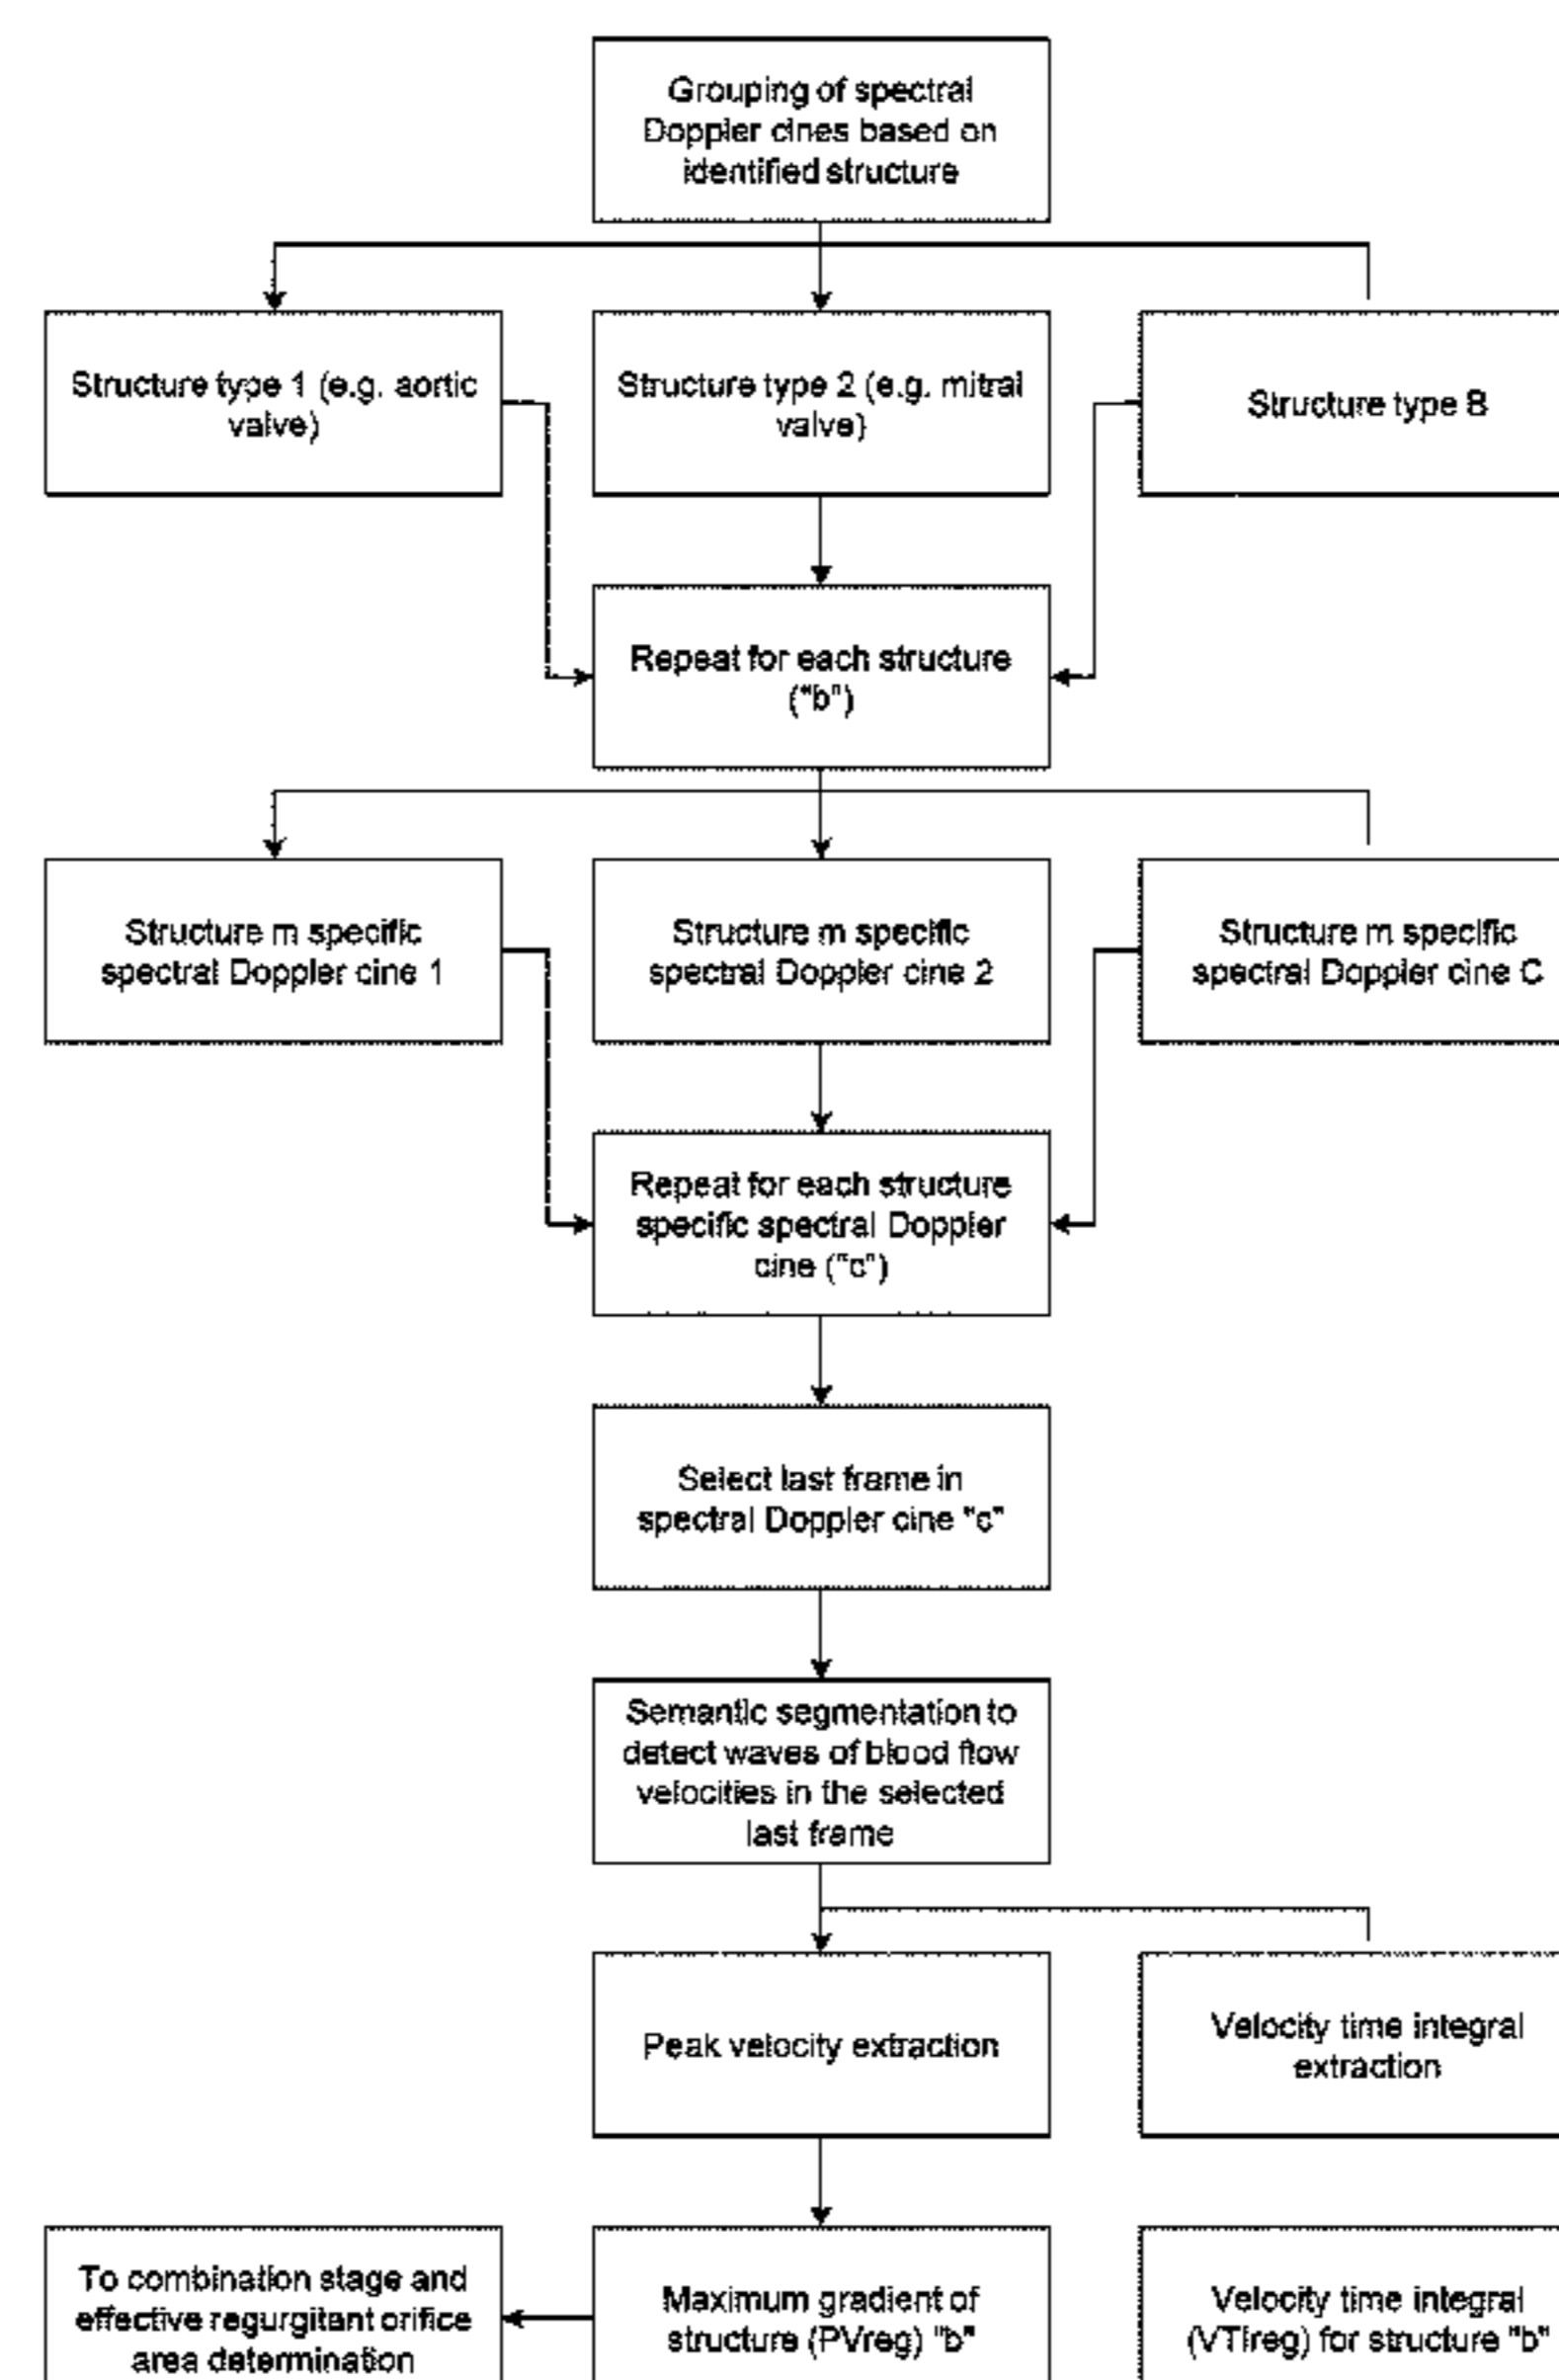 Grouping of spectral
Doppler cines based on
identified structure
Structure type 1 (e.g. aortic
valve)
Structure type 2 (e.g. mitral
valve)
Structure type B
Repeat for each structure
("b")
Structure m specific
spectral Doppler cine 1
Structure m specific
spectral Doppler cine 2
Structure m specific
spectral Doppler cine C
Repeat for each structure
specific spectral Doppler
cine ("c")
Select last frame in
spectral Doppler cine "c"
Semantic segmentation to
detect waves of blood flow
velocities in the selected
last frame
Peak velocity extraction
Velocity time integral
extraction
To combination stage and
effective regurgitant orifice
area determination
Maximum gradient of
structure (PVreg) "b"
Velocity time integral
(VTIreg) for structure "b"